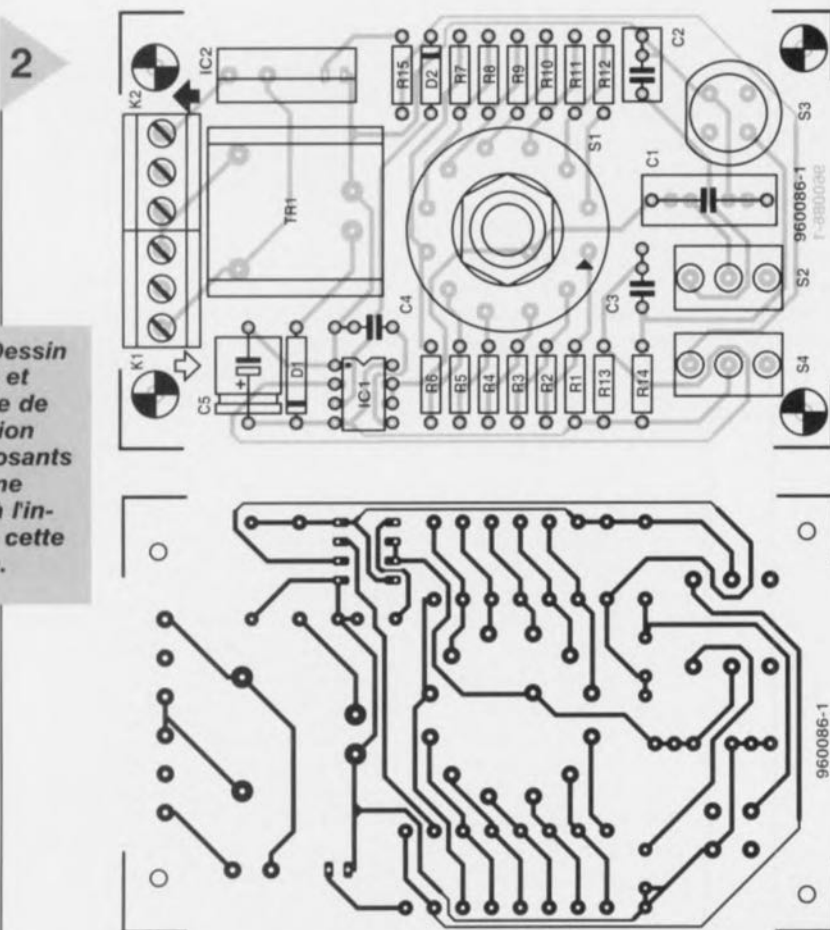 2
Dessin
et
e de
ion
osants
ne
à l'in-
cette
.
K2
IC2
K1
TR1
C5
D1
IC1
C4
R15
D2
R7
R8
R9
R10
R11
R12
C2
S1
S3
C1
960086-1
960086-1
C3
S2
S4
R6
R5
R4
R3
R2
R1
R13
R14
960086-1